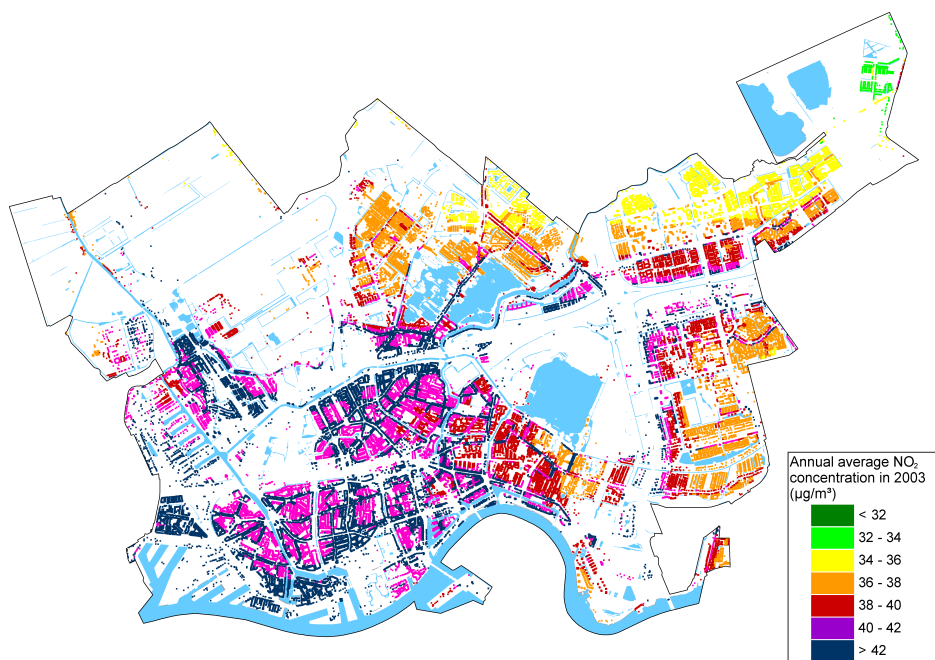 Annual average NO₂
concentration in 2003
(µg/m³)
< 32
32 - 34
34 - 36
36 - 38
38 - 40
40 - 42
> 42